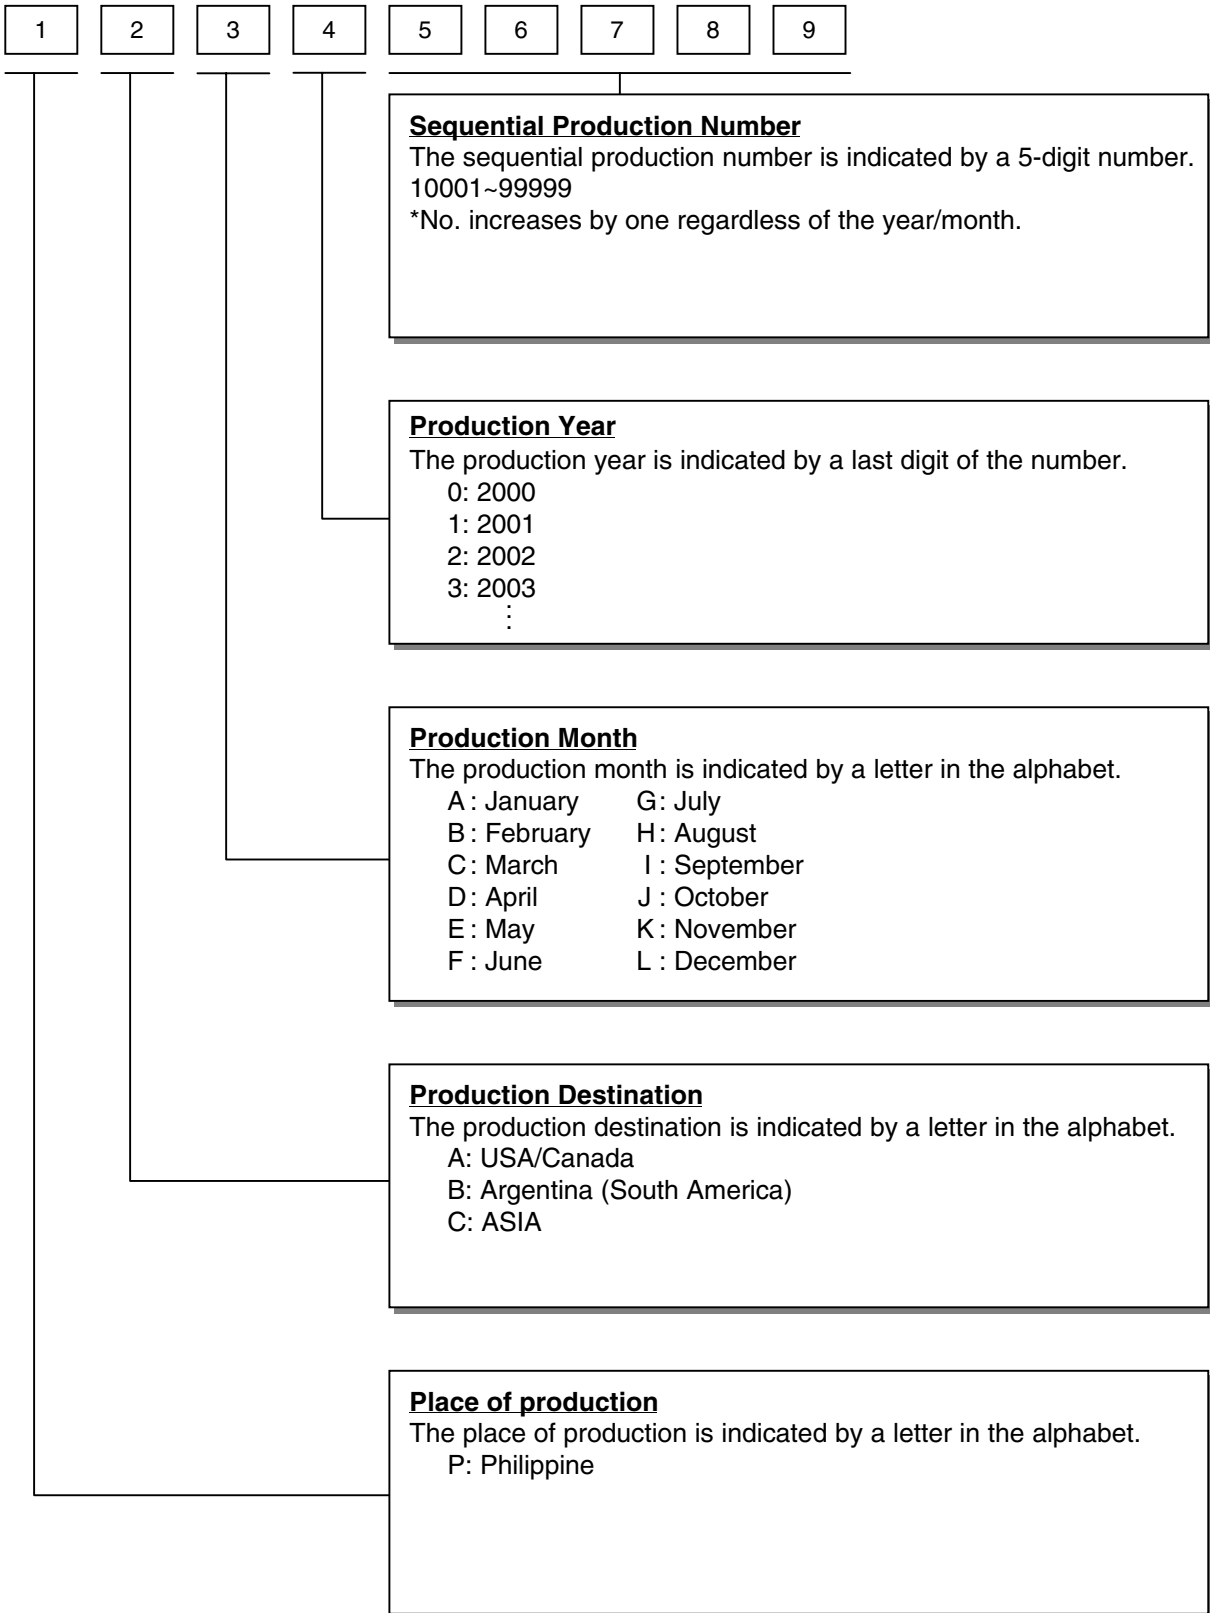 1 2 3 4 5 6 7 8 9
Sequential Production Number
The sequential production number is indicated by a 5-digit number.
10001~99999
*No. increases by one regardless of the year/month.
Production Year
The production year is indicated by a last digit of the number.
0: 2000
1: 2001
2: 2002
3: 2003
⋮
Production Month
The production month is indicated by a letter in the alphabet.
A : January G : July
B : February H : August
C : March I : September
D : April J : October
E : May K : November
F : June L : December
Production Destination
The production destination is indicated by a letter in the alphabet.
A: USA/Canada
B: Argentina (South America)
C: ASIA
Place of production
The place of production is indicated by a letter in the alphabet.
P: Philippine